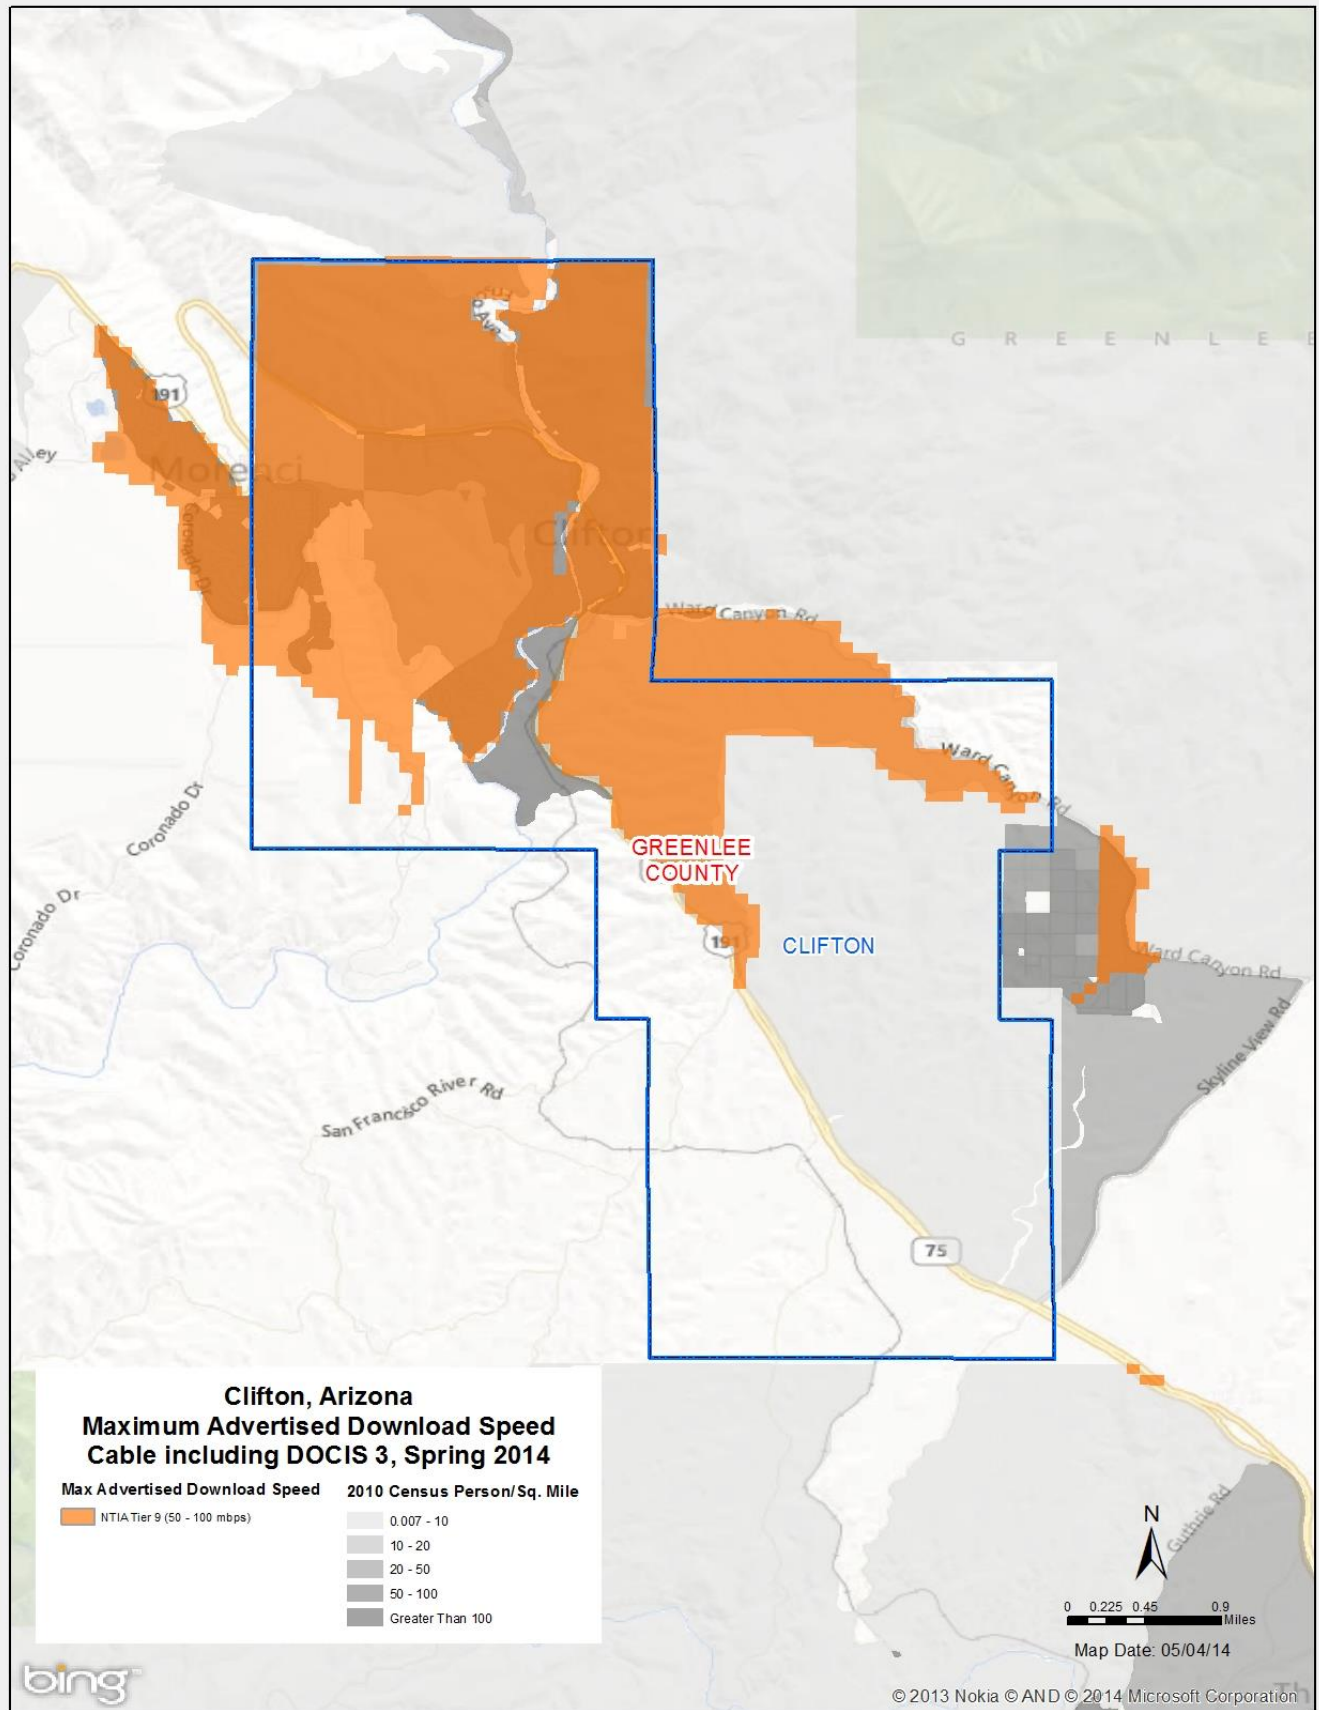 G R E E N L E E
191
Alley
Morenci
Coronado Dr
Clifton
Ward Canyon Rd
Ward Canyon Rd
Coronado Dr
GREENLEE
COUNTY
Coronado Dr
191
CLIFTON
Ward Canyon Rd
Skyline View Rd
San Francisco River Rd
75
Clifton, Arizona
Maximum Advertised Download Speed
Cable including DOCIS 3, Spring 2014
Max Advertised Download Speed
NTIA Tier 9 (50 - 100 mbps)
2010 Census Person/Sq. Mile
0.007 - 10
10 - 20
20 - 50
50 - 100
Greater Than 100
Guthrie Rd
N
0 0.225 0.45 0.9
Miles
Map Date: 05/04/14
bing™
© 2013 Nokia © AND © 2014 Microsoft Corporation
Th